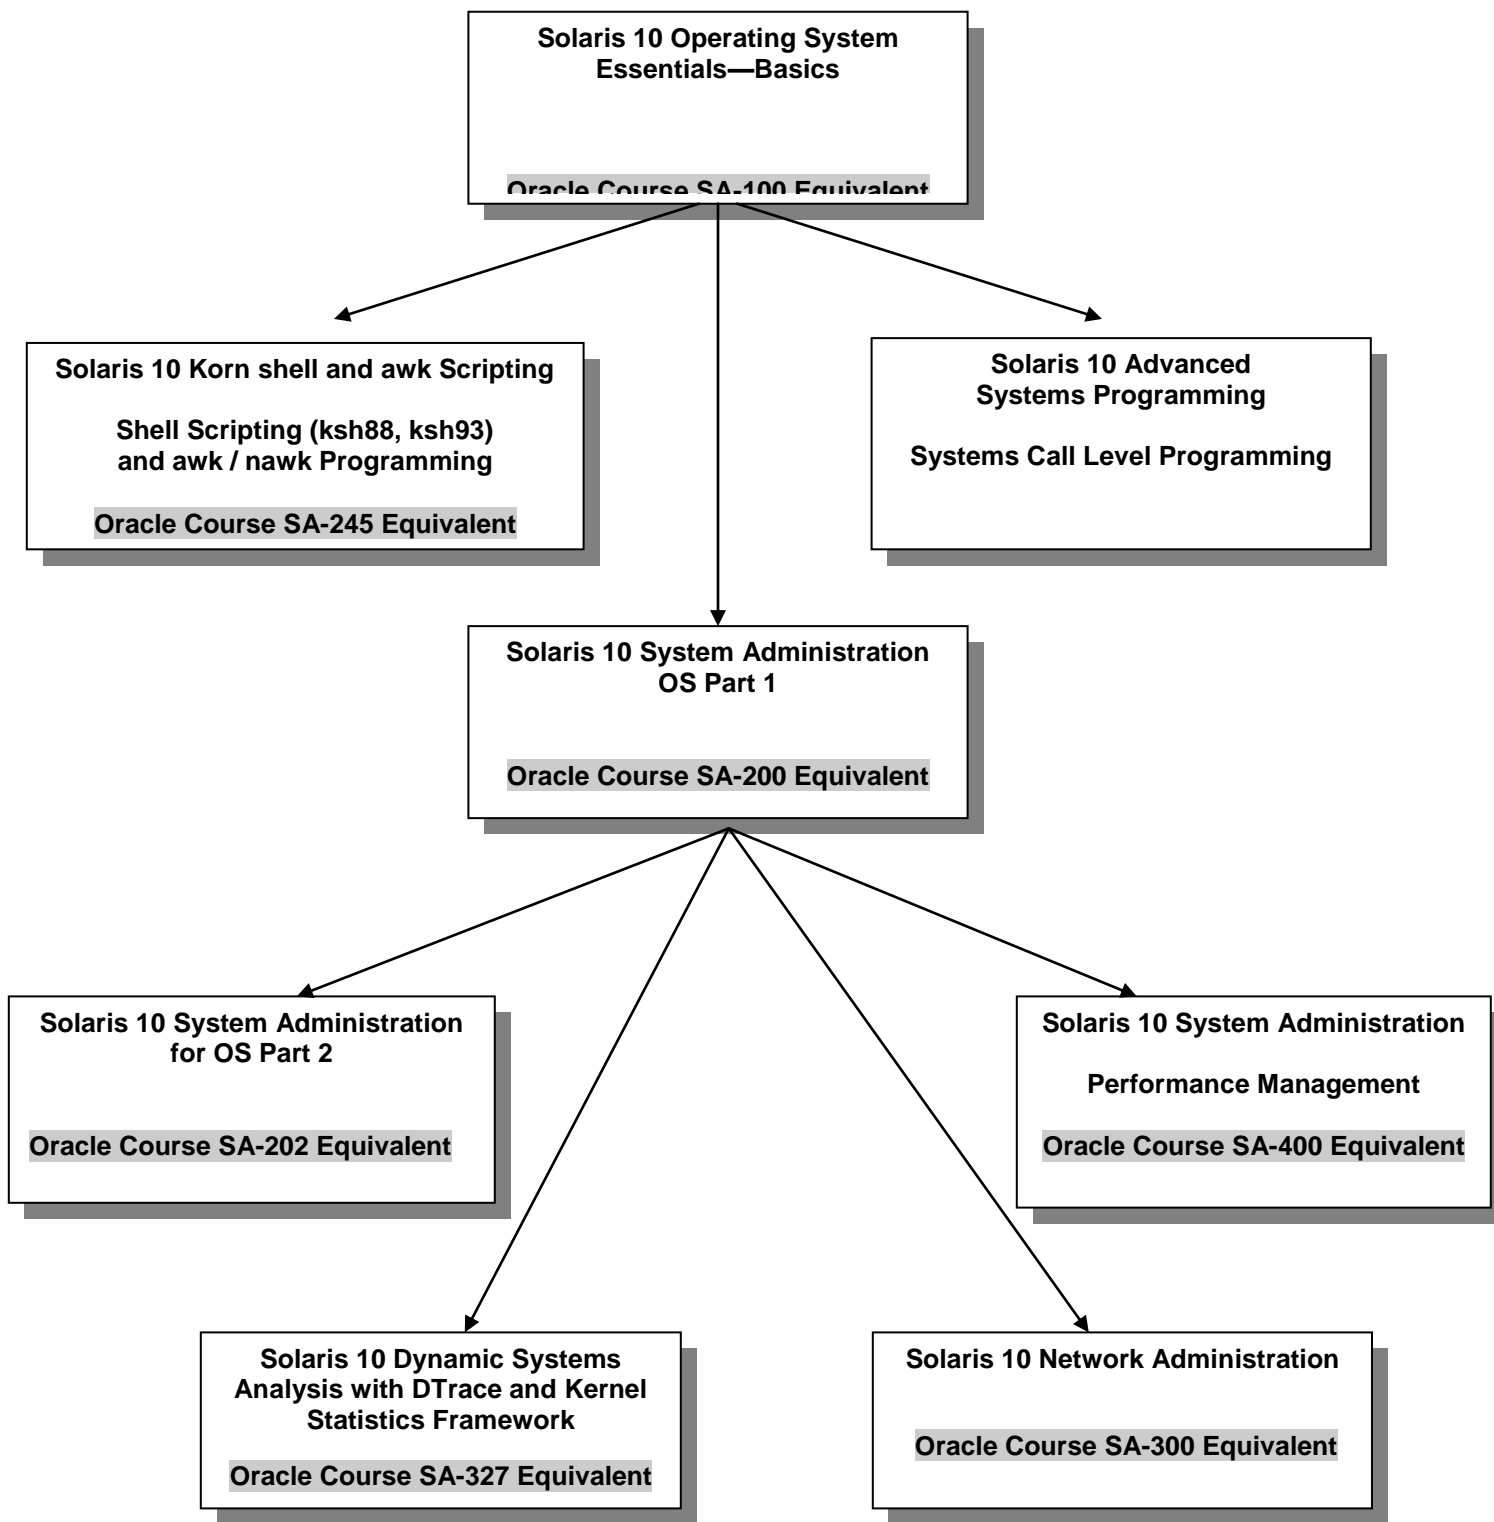 Solaris 10 Operating System
Essentials—Basics
Oracle Course SA-100 Equivalent
Solaris 10 Korn shell and awk Scripting
Shell Scripting (ksh88, ksh93)
and awk / nawk Programming
Oracle Course SA-245 Equivalent
Solaris 10 Advanced
Systems Programming
Systems Call Level Programming
Solaris 10 System Administration
OS Part 1
Oracle Course SA-200 Equivalent
Solaris 10 System Administration
for OS Part 2
Oracle Course SA-202 Equivalent
Solaris 10 System Administration
Performance Management
Oracle Course SA-400 Equivalent
Solaris 10 Dynamic Systems
Analysis with DTrace and Kernel
Statistics Framework
Oracle Course SA-327 Equivalent
Solaris 10 Network Administration
Oracle Course SA-300 Equivalent